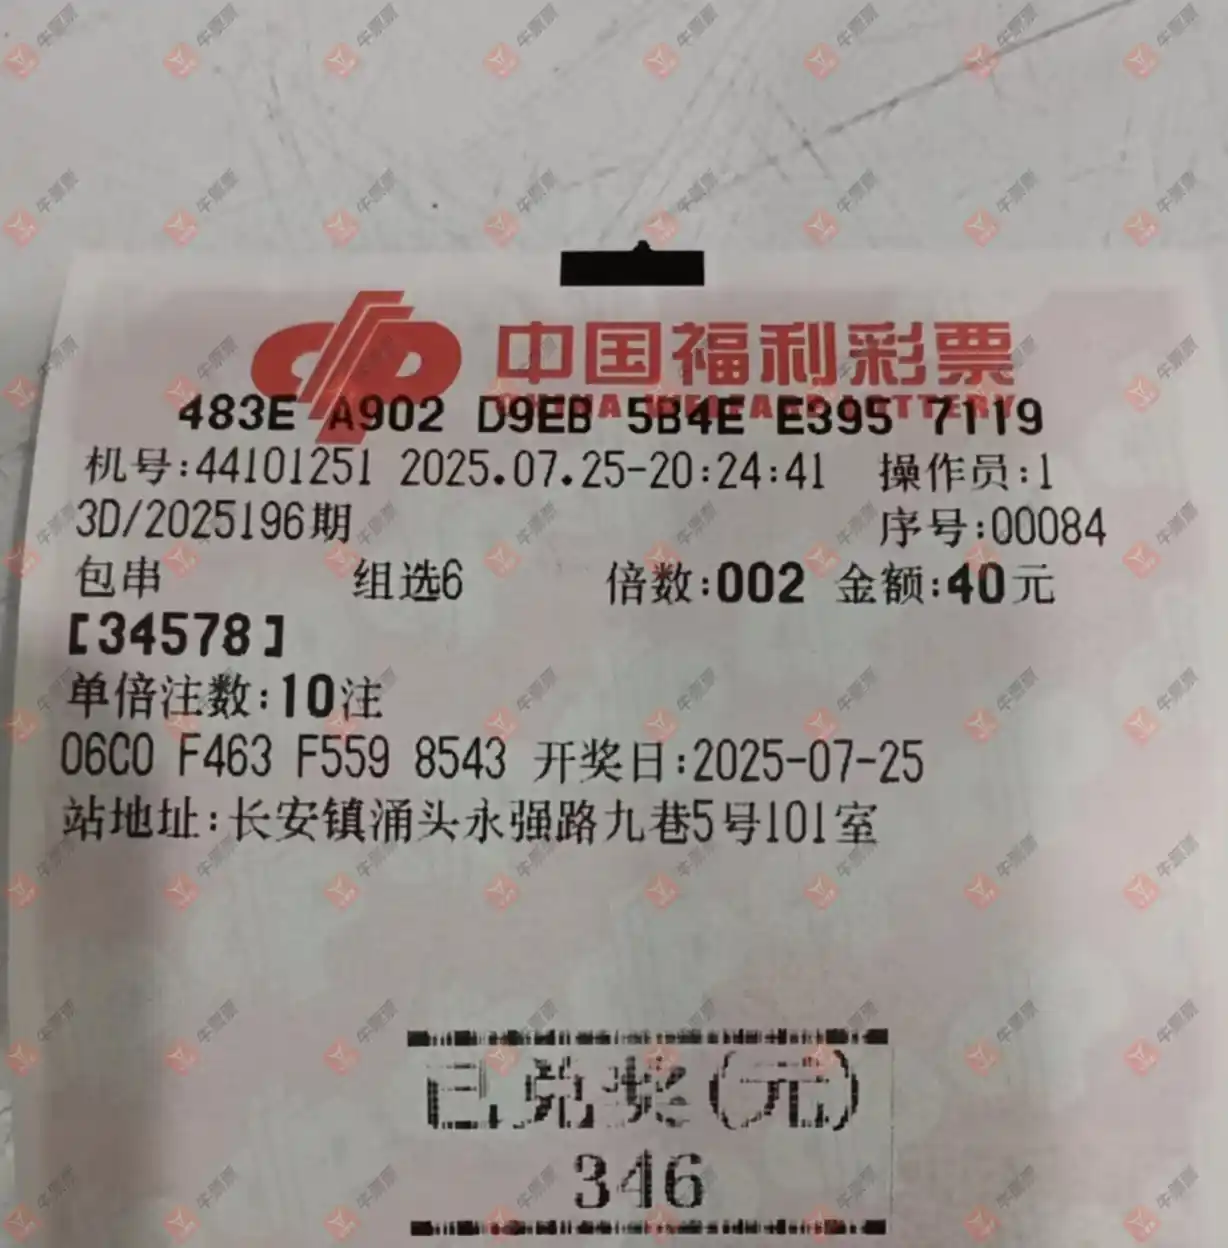 中国福利彩票
CHINA WELFARE LOTTERY
483E A902 D9EB 5B4E E395 7119
机号:44101251 2025.07.25-20:24:41 操作员:1
3D/2025196期 序号:00084
包串 组选6 倍数:002 金额:40元
[34578]
单倍注数:10注
06C0 F463 F559 8543 开奖日:2025-07-25
站地址:长安镇涌头永强路九巷5号101室
已兑奖(元)
346